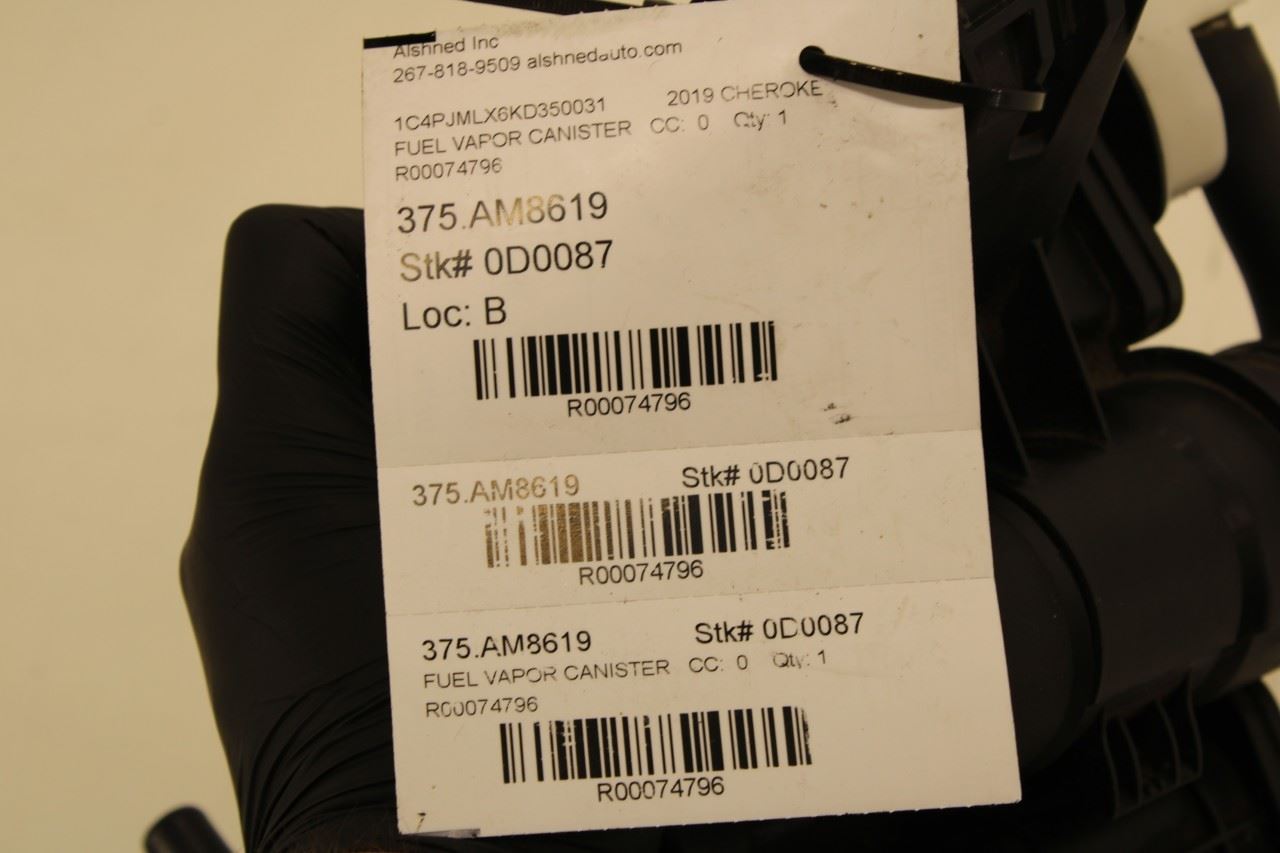 Alshned Inc
267-818-9509 alshnedauto.com
1C4PJMLX6KD350031 2019 CHEROKE
FUEL VAPOR CANISTER CC: 0 Qty: 1
R00074796
375.AM8619
Stk# 0D0087
Loc: B
R00074796
375.AM8619 Stk# 0D0087
R00074796
375.AM8619 Stk# 0D0087
FUEL VAPOR CANISTER CC: 0 Qty: 1
R00074796
R00074796